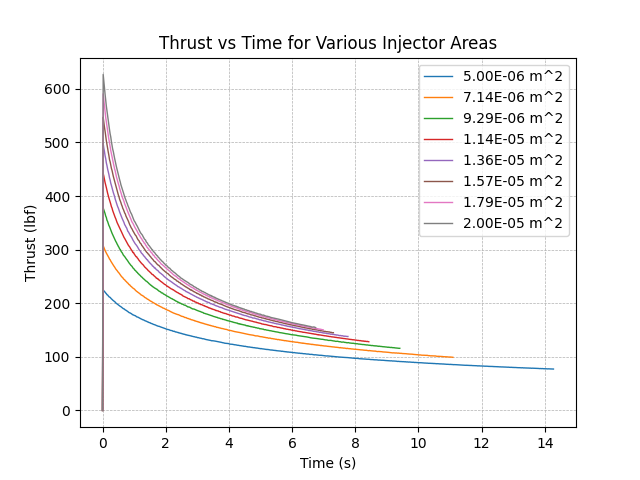 Thrust vs Time for Various Injector Areas
Thrust (lbf)
600
500
400
300
200
100
0
5.00E-06 m^2
7.14E-06 m^2
9.29E-06 m^2
1.14E-05 m^2
1.36E-05 m^2
1.57E-05 m^2
1.79E-05 m^2
2.00E-05 m^2
0 2 4 6 8 10 12 14
Time (s)